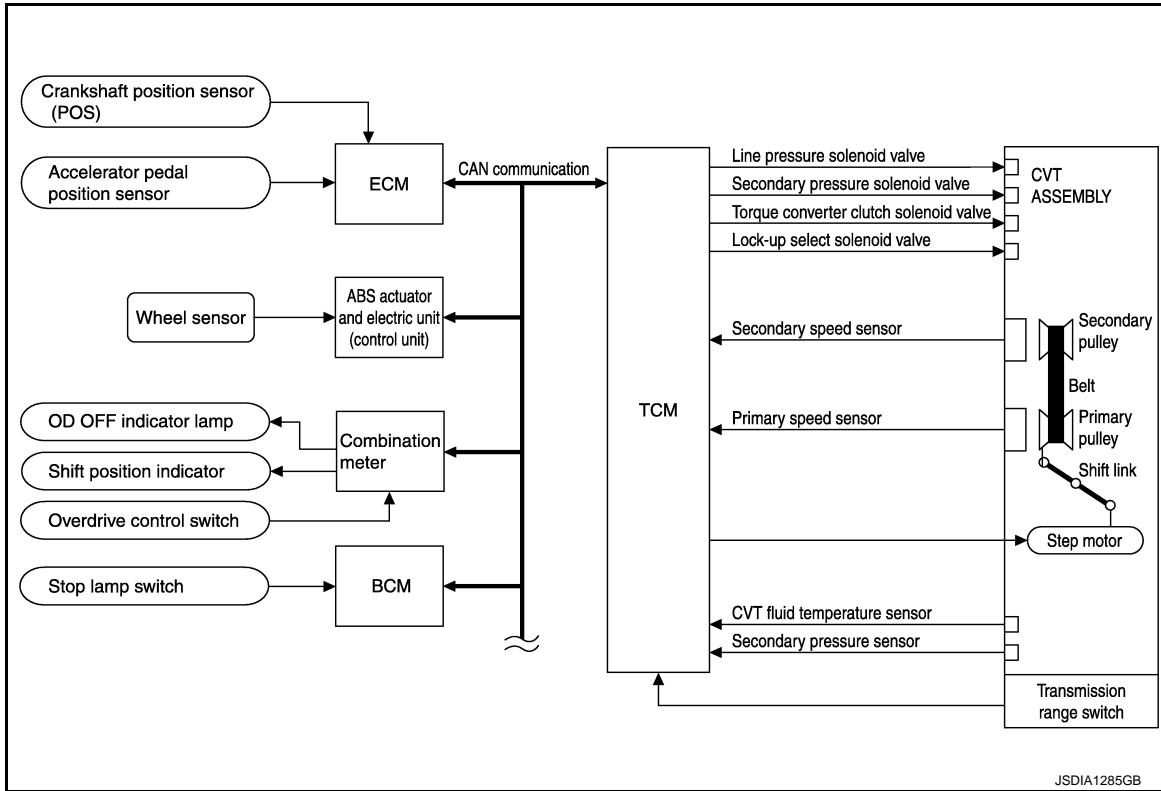 Crankshaft position sensor
(POS)
Accelerator pedal
position sensor
ECM
CAN communication
Wheel sensor
ABS actuator
and electric unit
(control unit)
OD OFF indicator lamp
Shift position indicator
Overdrive control switch
Combination
meter
Stop lamp switch
BCM
TCM
Line pressure solenoid valve
Secondary pressure solenoid valve
Torque converter clutch solenoid valve
Lock-up select solenoid valve
Secondary speed sensor
Primary speed sensor
CVT fluid temperature sensor
Secondary pressure sensor
CVT
ASSEMBLY
Secondary
pulley
Belt
Primary
pulley
Shift link
Step motor
Transmission
range switch
JSDIA1285GB